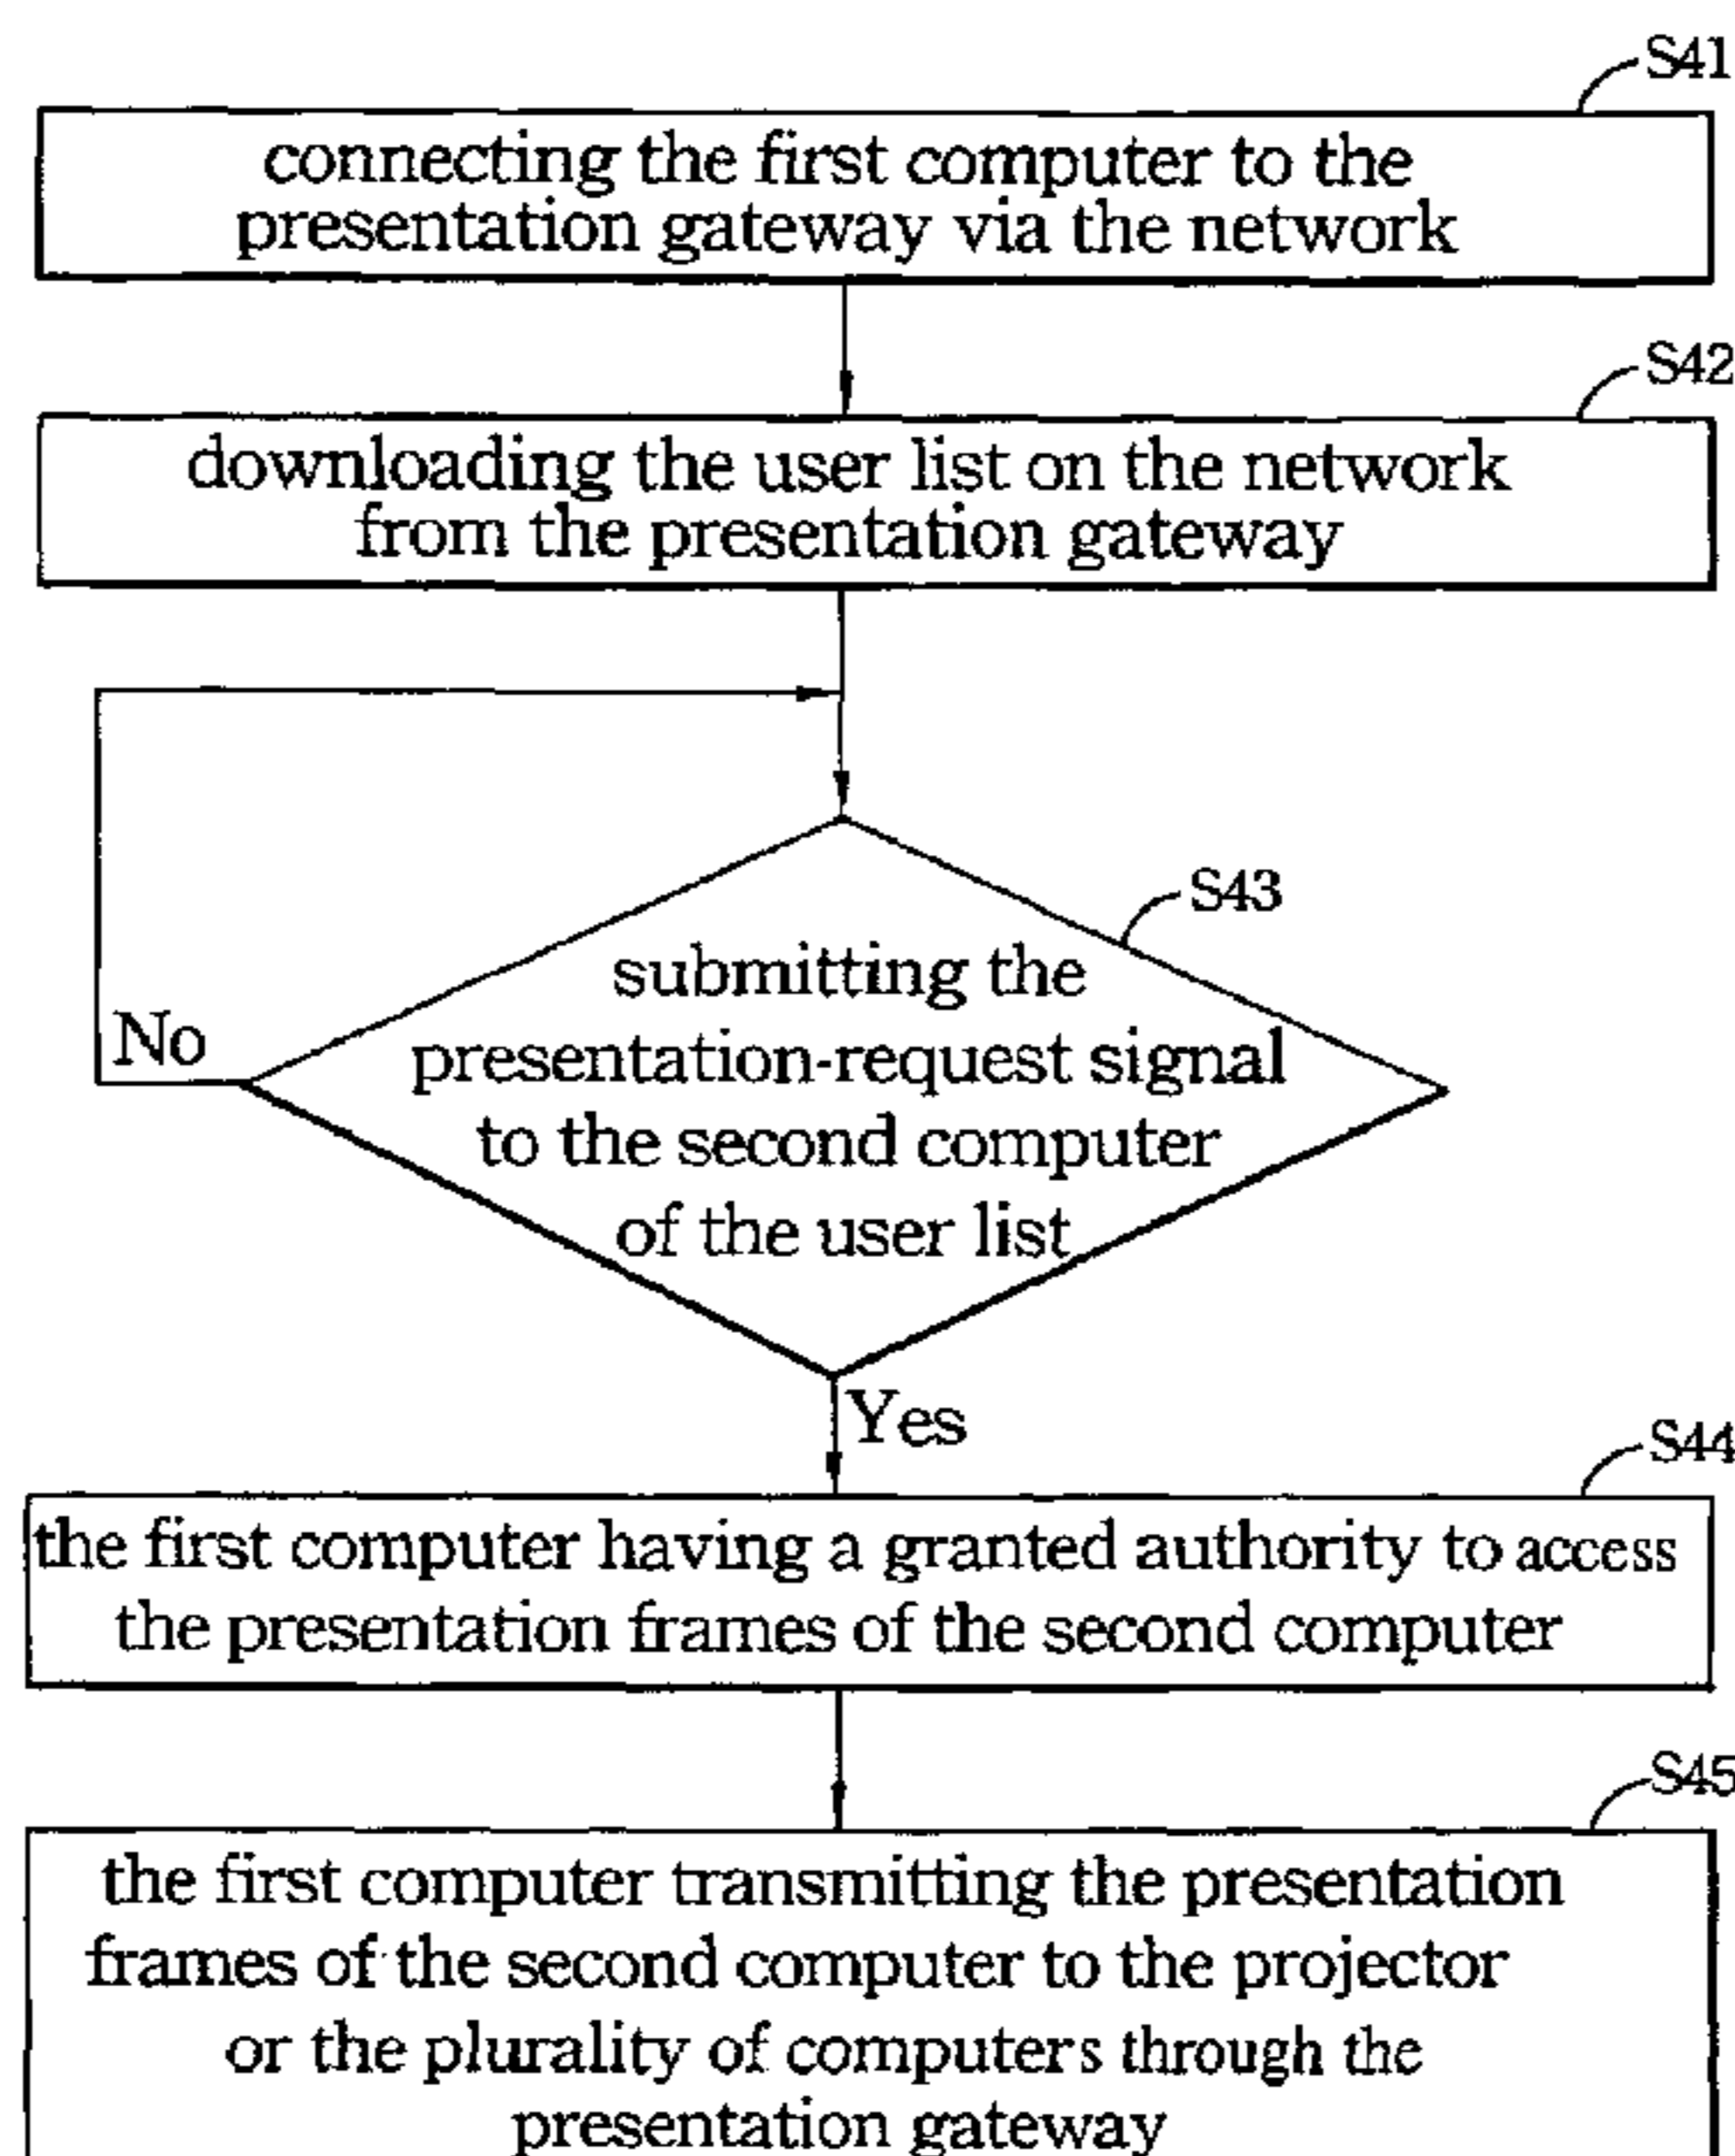 S41
connecting the first computer to the
presentation gateway via the network
S42
downloading the user list on the network
from the presentation gateway
S43
submitting the
presentation-request signal
to the second computer
of the user list
No
Yes
S44
the first computer having a granted authority to access
the presentation frames of the second computer
S45
the first computer transmitting the presentation
frames of the second computer to the projector
or the plurality of computers through the
presentation gateway